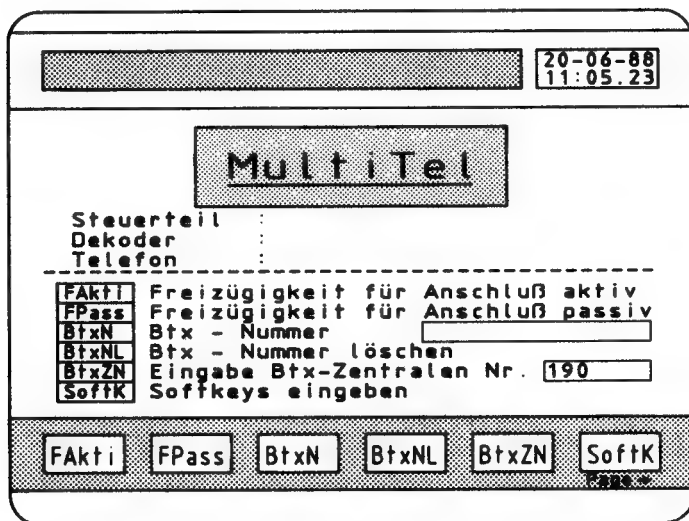 20-06-88
11:05.23
MultiTel
Steuerteil :
Dekoder :
Telefon :
FAkti Freizügigkeit für Anschluß aktiv
FPass Freizügigkeit für Anschluß passiv
BtxN Btx - Nummer
BtxNL Btx - Nummer löschen
BtxZN Eingabe Btx-Zentralen Nr. 190
SoftK Softkeys eingeben
FAkti FPass BtxN BtxNL BtxZN SoftK
Page